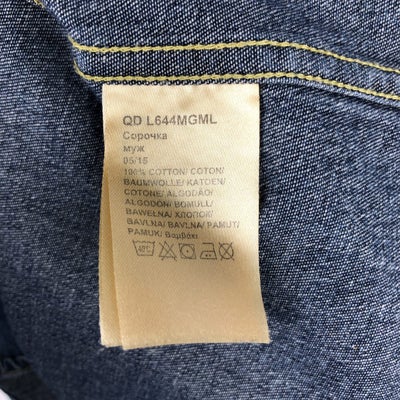 QD L644MGML
Сорочка
муж
05/15
100% COTTON/ COTON/
BAUMWOLLE/ KATOEN/
COTONE/ ALGODÃO/
ALGODÓN/ BOMULL/
BAWEŁNA/ ХЛОПОК/
BAVLNA/ BAVLNA/ PAMUT/
PAMUK/ Βαμβάκι
40°C